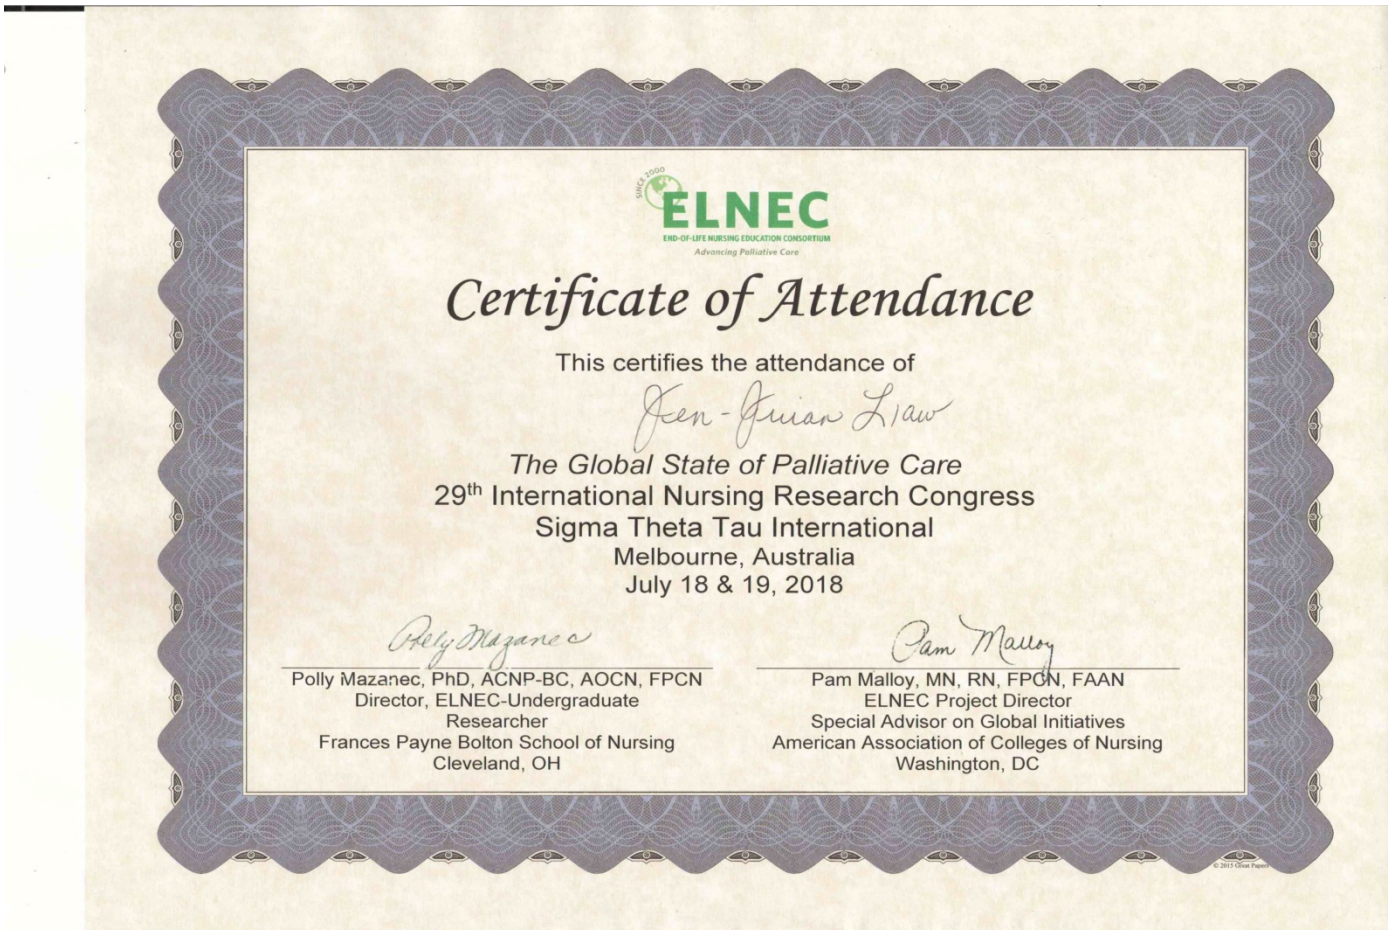 SINCE 2000
ELNEC
END-OF-LIFE NURSING EDUCATION CONSORTIUM
Advancing Palliative Care
Certificate of Attendance
This certifies the attendance of
Jen-Jiuan Liaw
The Global State of Palliative Care
29th International Nursing Research Congress
Sigma Theta Tau International
Melbourne, Australia
July 18 & 19, 2018
Polly Mazanec
Pam Malloy
Polly Mazanec, PhD, ACNP-BC, AOCN, FPCN
Director, ELNEC-Undergraduate
Researcher
Frances Payne Bolton School of Nursing
Cleveland, OH
Pam Malloy, MN, RN, FPCN, FAAN
ELNEC Project Director
Special Advisor on Global Initiatives
American Association of Colleges of Nursing
Washington, DC
© 2015 Great Papers